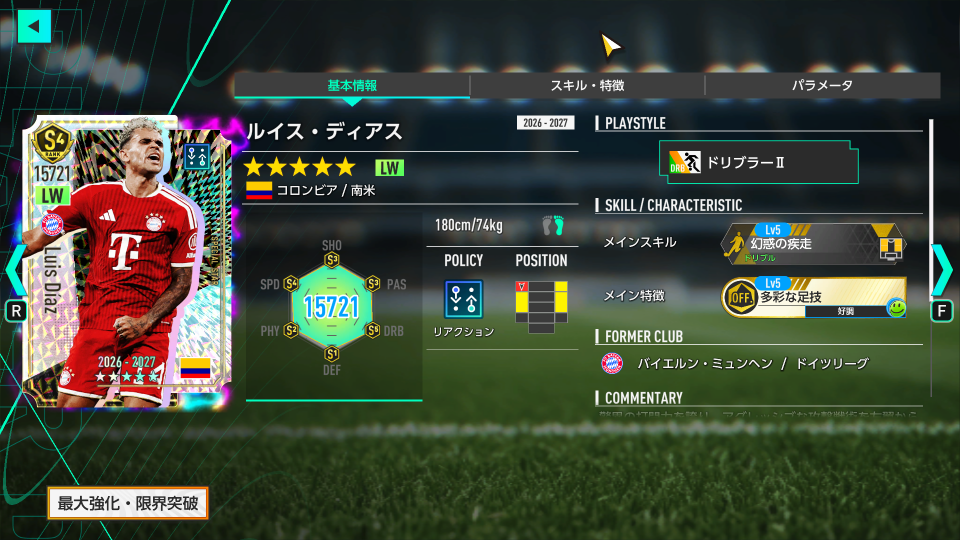 基本情報
スキル・特徴
パラメータ
S4
RANK
15721
LW
Luis Díaz
SPECIAL
T
2026 - 2027
R
ルイス・ディアス
2026 - 2027
LW
コロンビア / 南米
SHO
S3
SPD
S4
S3
PAS
15721
PHY
S2
S5
DRB
S1
DEF
180cm/74kg
POLICY
POSITION
リアクション
PLAYSTYLE
DRB
ドリブラーⅡ
SKILL / CHARACTERISTIC
メインスキル
Lv5
幻惑の疾走
ドリブル
メイン特徴
Lv5
OFF.
多彩な足技
好調
FORMER CLUB
バイエルン・ミュンヘン / ドイツリーグ
COMMENTARY
F
最大強化・限界突破